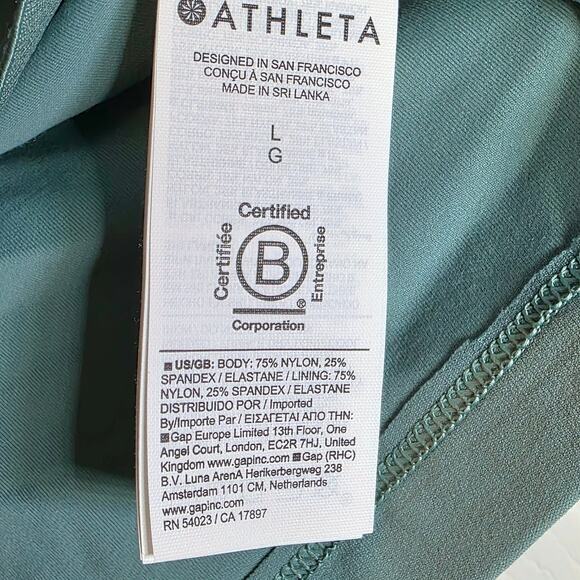 ATHLETA
DESIGNED IN SAN FRANCISCO
CONÇU À SAN FRANCISCO
MADE IN SRI LANKA
L
G
Certified
Certifiée
B
Entreprise
®
Corporation
US/GB: BODY: 75% NYLON, 25%
SPANDEX / ELASTANE / LINING: 75%
NYLON, 25% SPANDEX / ELASTANE
DISTRIBUIDO POR / Imported
By/Importe Par / ΕΙΣΑΓΕΤΑΙ ΑΠΟ ΤΗΝ:
Gap Europe Limited 13th Floor, One
Angel Court, London, EC2R 7HJ, United
Kingdom www.gapinc.com Gap (RHC)
B.V. Luna ArenA Herikerbergweg 238
Amsterdam 1101 CM, Netherlands
www.gapinc.com
RN 54023 / CA 17897